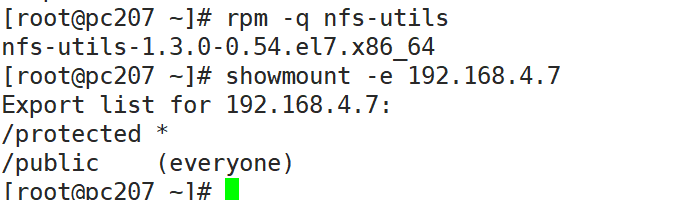 [root@pc207 ~]# rpm -q nfs-utils
nfs-utils-1.3.0-0.54.el7.x86_64
[root@pc207 ~]# showmount -e 192.168.4.7
Export list for 192.168.4.7:
/protected *
/public    (everyone)
[root@pc207 ~]#